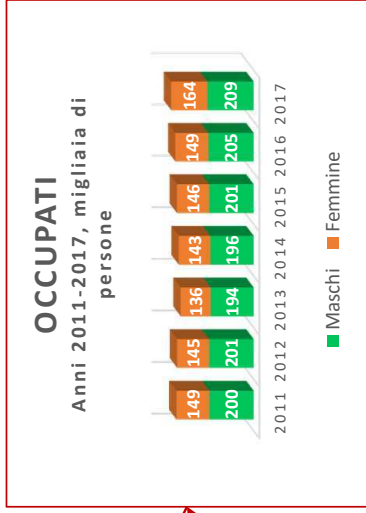 OCCUPATI
Anni 2011-2017, migliaia di
persone
149 145 136 143 146 149 164
200 201 194 196 201 205 209
2011 2012 2013 2014 2015 2016 2017
Maschi Femmine